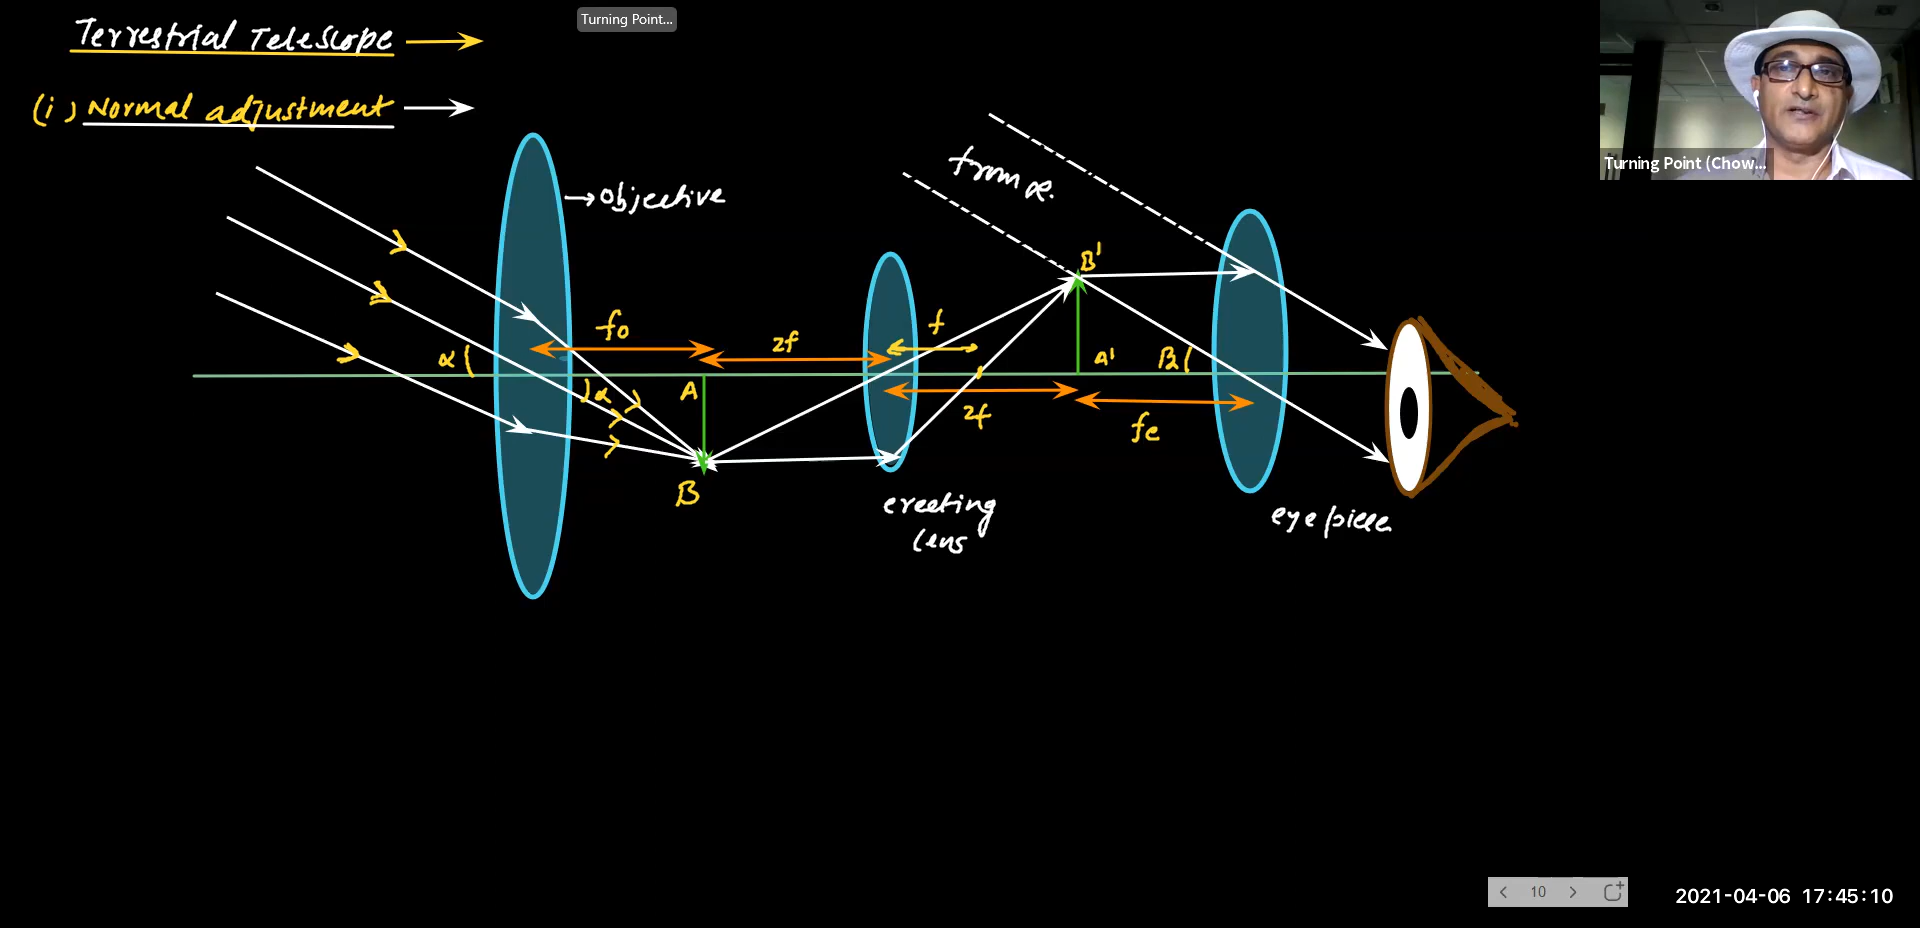 Terrestrial Telescope
Turning Point...
(i) Normal adjustment
objective
from ∞.
Turning Point (Chow...
B'
fo
f
2f
α
A'
β
α
A
2f
fe
B
erecting
lens
eye piece
10
2021-04-06 17:45:10